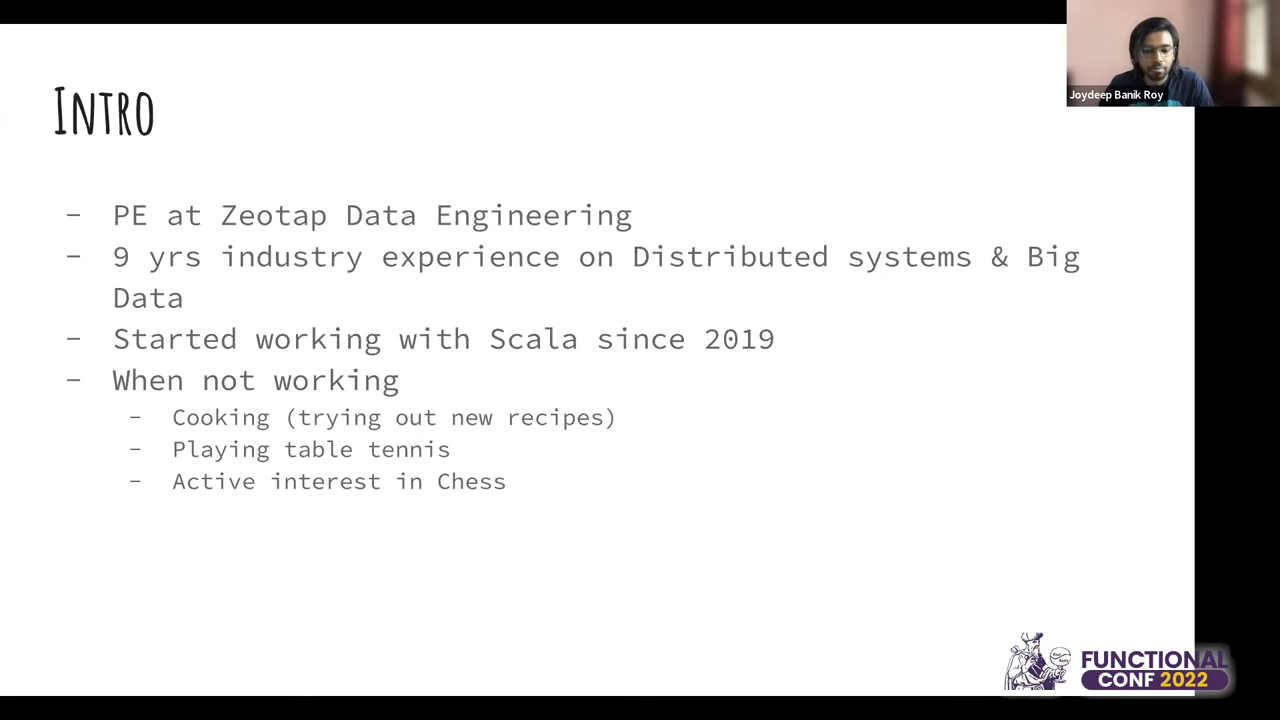 Joydeep Banik Roy
INTRO
- PE at Zeotap Data Engineering
- 9 yrs industry experience on Distributed systems & Big
Data
- Started working with Scala since 2019
- When not working
- Cooking (trying out new recipes)
- Playing table tennis
- Active interest in Chess
FUNCTIONAL
CONF 2022